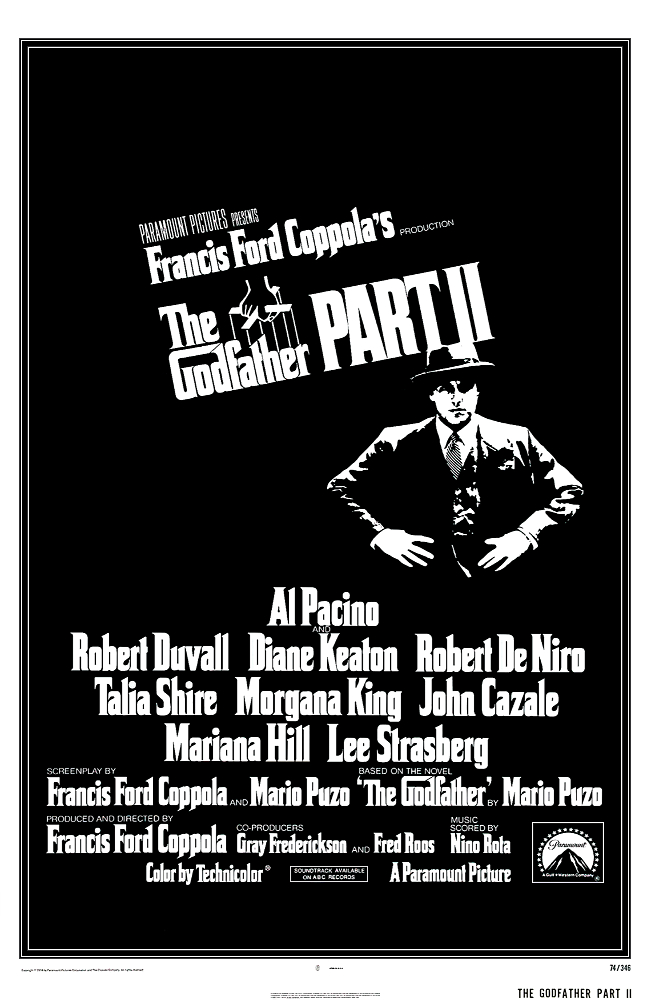 PARAMOUNT PICTURES PRESENTS
Francis Ford Coppola's PRODUCTION
The Godfather PART II
Al Pacino
AND
Robert Duvall Diane Keaton Robert De Niro
Talia Shire Morgana King John Cazale
Mariana Hill Lee Strasberg
SCREENPLAY BY BASED ON THE NOVEL
Francis Ford Coppola AND Mario Puzo 'The Godfather' BY Mario Puzo
PRODUCED AND DIRECTED BY CO-PRODUCERS MUSIC SCORED BY
Francis Ford Coppola Gray Frederickson AND Fred Roos Nino Rota
Color by Technicolor® SOUNDTRACK AVAILABLE ON ABC RECORDS A Paramount Picture
Paramount
A Gulf+Western Company
74/346
THE GODFATHER PART II